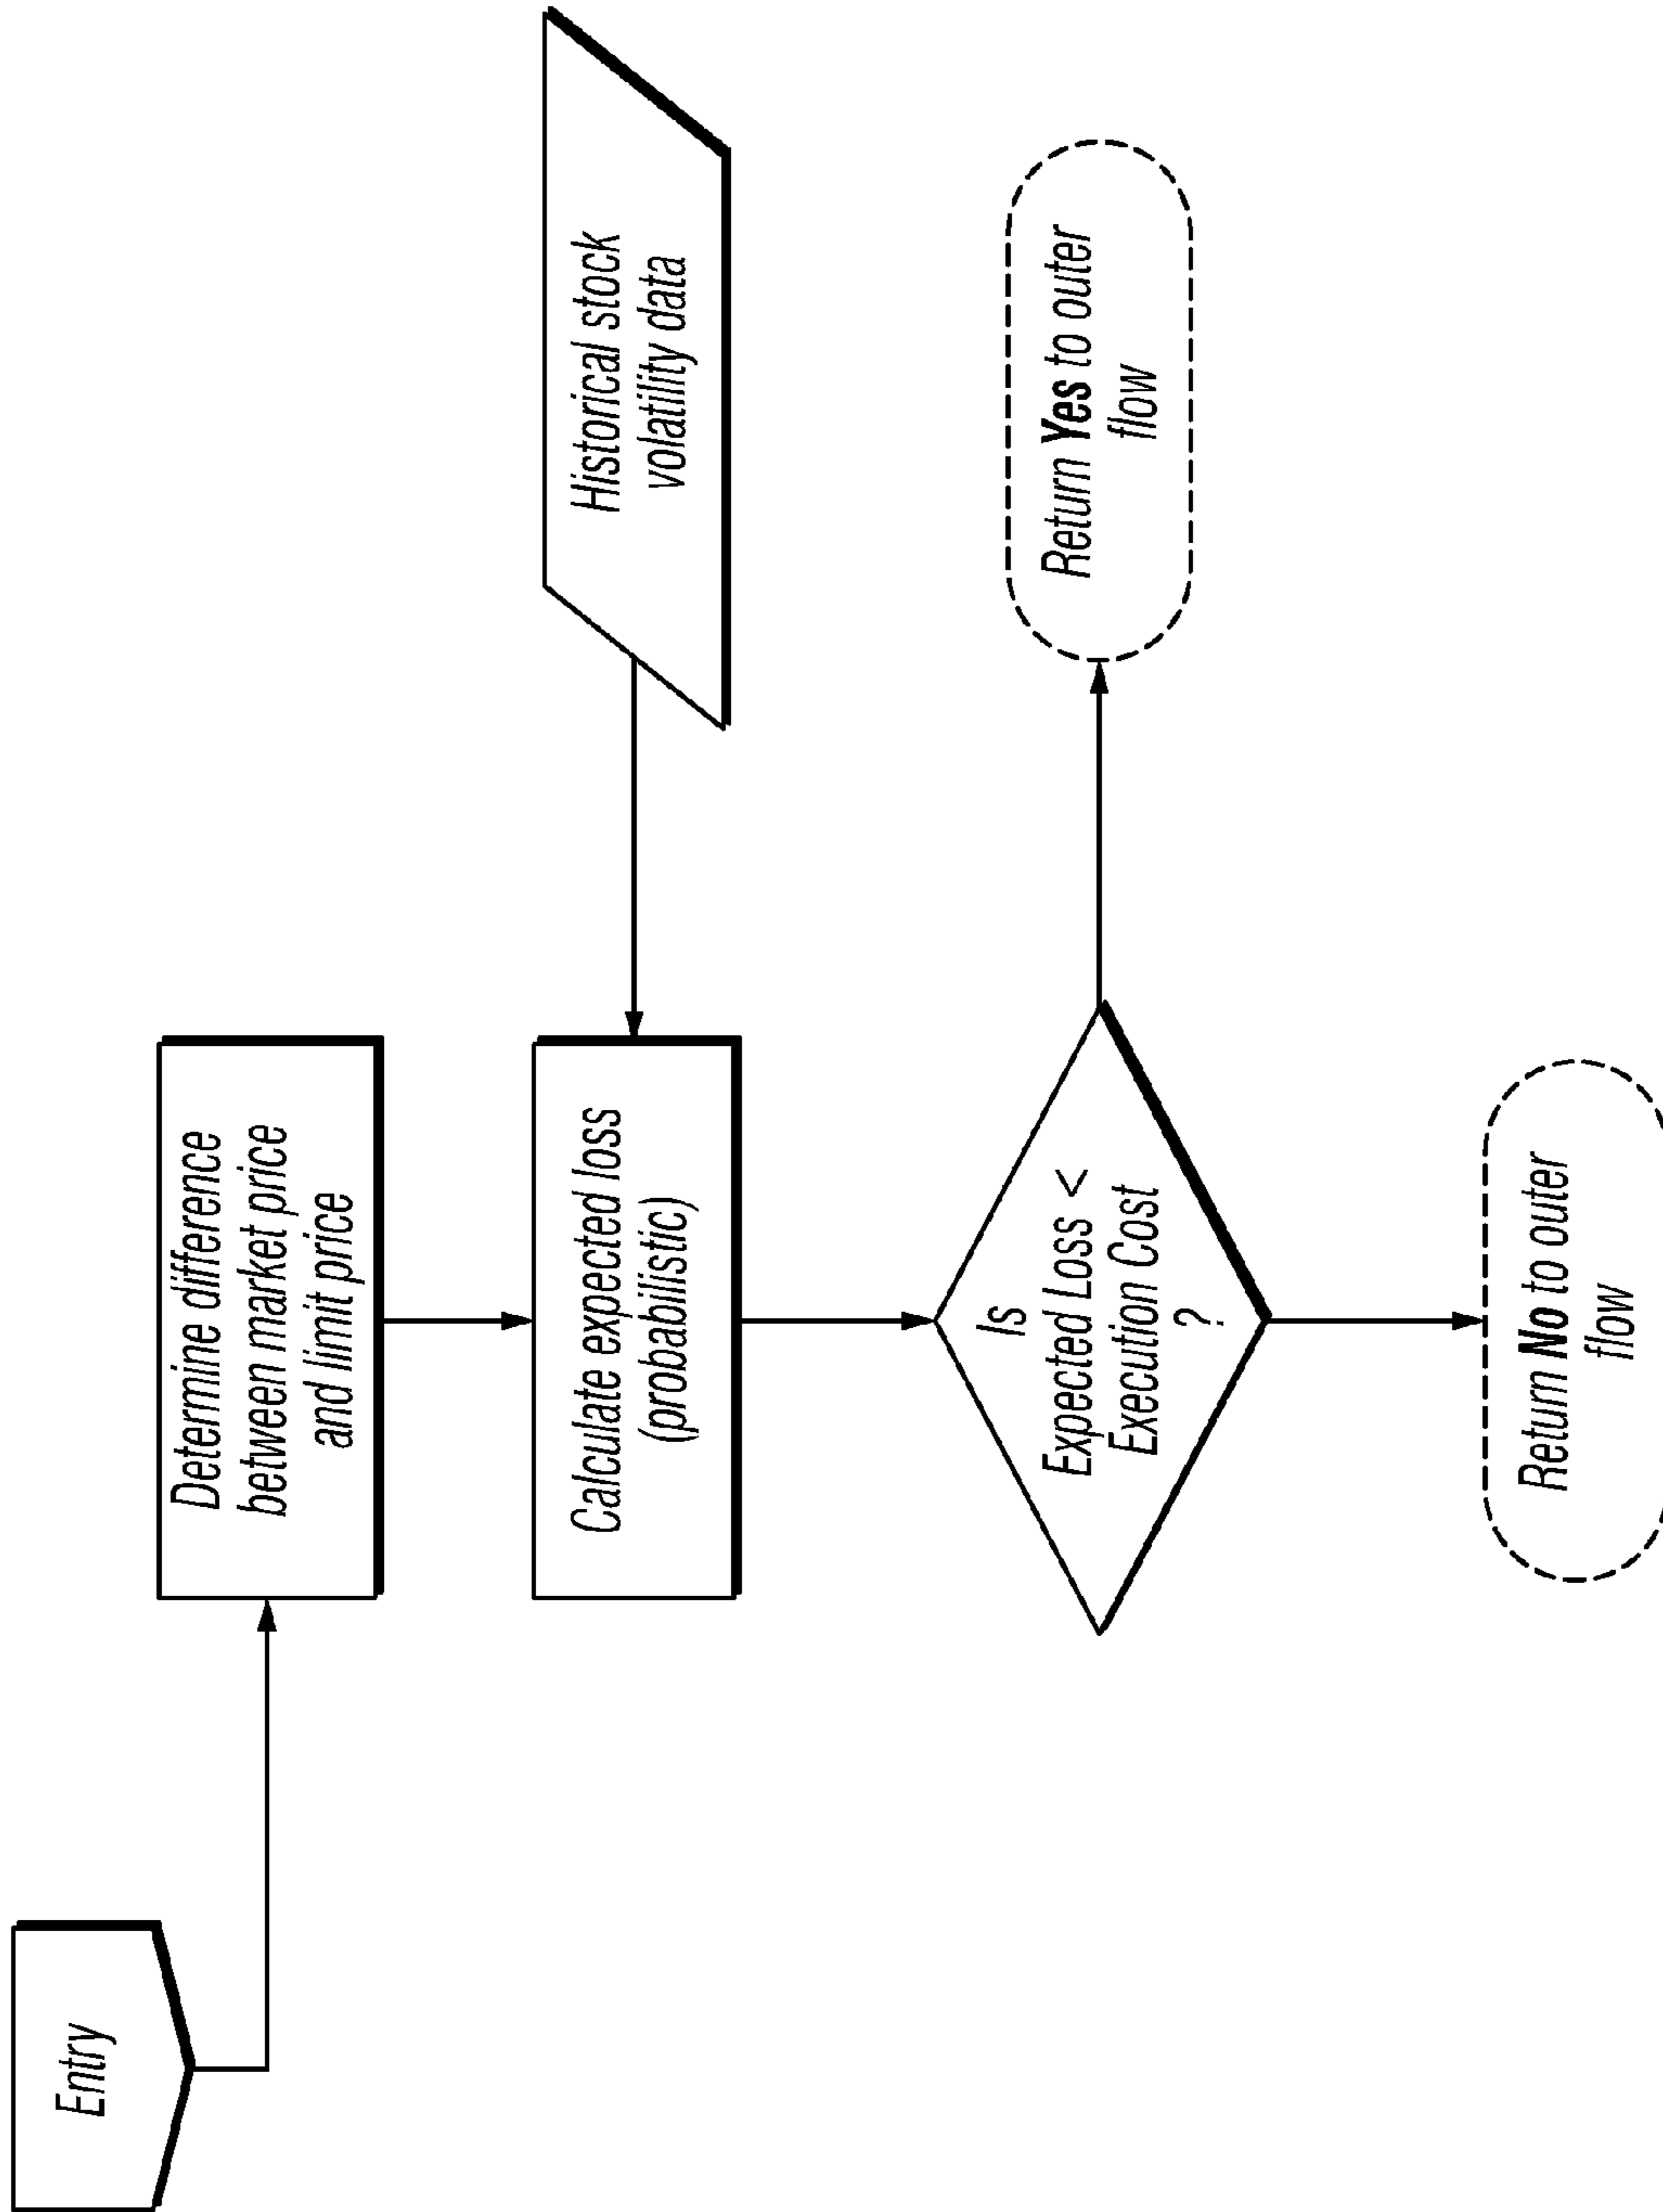 Entry
Determine difference
between market price
and limit price
Calculate expected loss
(probabilistic)
Historical stock
volatility data
Is
Expected Loss <
Execution Cost
?
Return Yes to outer
flow
Return No to outer
flow